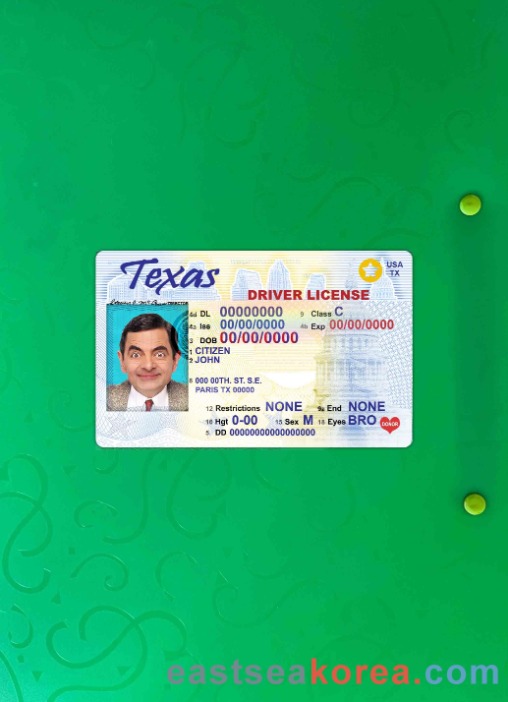 Texas
USA
TX
DRIVER LICENSE
4d DL 00000000 9 Class C
4a Iss 00/00/0000 4b Exp 00/00/0000
3 DOB 00/00/0000
1 CITIZEN
2 JOHN
8 000 00TH. ST. S.E.
PARIS TX 00000
12 Restrictions NONE 9a End NONE
16 Hgt 0-00 15 Sex M 18 Eyes BRO
DONOR
5. DD 00000000000000000
eastseakorea.com